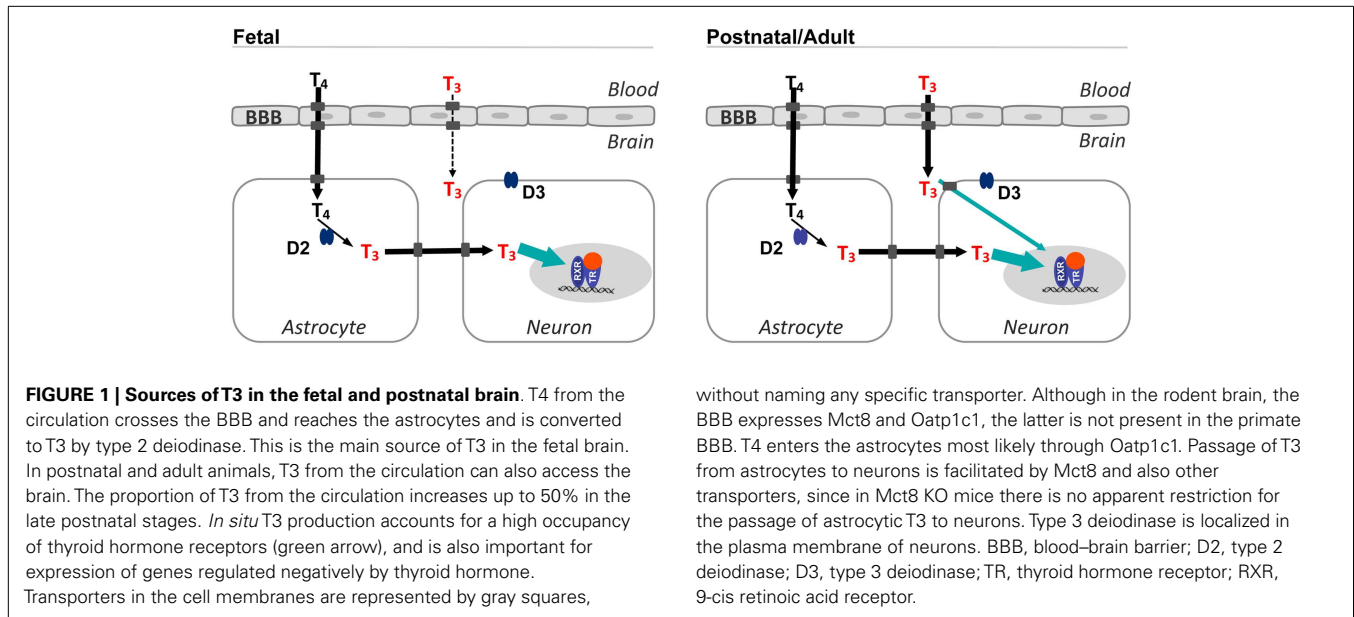 Fetal
T4
T3
Blood
BBB
Brain
T3
D3
T4
D2
T3
T3
RXR
TR
Astrocyte
Neuron
Postnatal/Adult
T4
T3
Blood
BBB
Brain
T3
D3
T4
D2
T3
T3
RXR
TR
Astrocyte
Neuron
FIGURE 1 | Sources of T3 in the fetal and postnatal brain. T4 from the
circulation crosses the BBB and reaches the astrocytes and is converted
to T3 by type 2 deiodinase. This is the main source of T3 in the fetal brain.
In postnatal and adult animals, T3 from the circulation can also access the
brain. The proportion of T3 from the circulation increases up to 50% in the
late postnatal stages. In situ T3 production accounts for a high occupancy
of thyroid hormone receptors (green arrow), and is also important for
expression of genes regulated negatively by thyroid hormone.
Transporters in the cell membranes are represented by gray squares,
without naming any specific transporter. Although in the rodent brain, the
BBB expresses Mct8 and Oatp1c1, the latter is not present in the primate
BBB. T4 enters the astrocytes most likely through Oatp1c1. Passage of T3
from astrocytes to neurons is facilitated by Mct8 and also other
transporters, since in Mct8 KO mice there is no apparent restriction for
the passage of astrocytic T3 to neurons. Type 3 deiodinase is localized in
the plasma membrane of neurons. BBB, blood–brain barrier; D2, type 2
deiodinase; D3, type 3 deiodinase; TR, thyroid hormone receptor; RXR,
9-cis retinoic acid receptor.